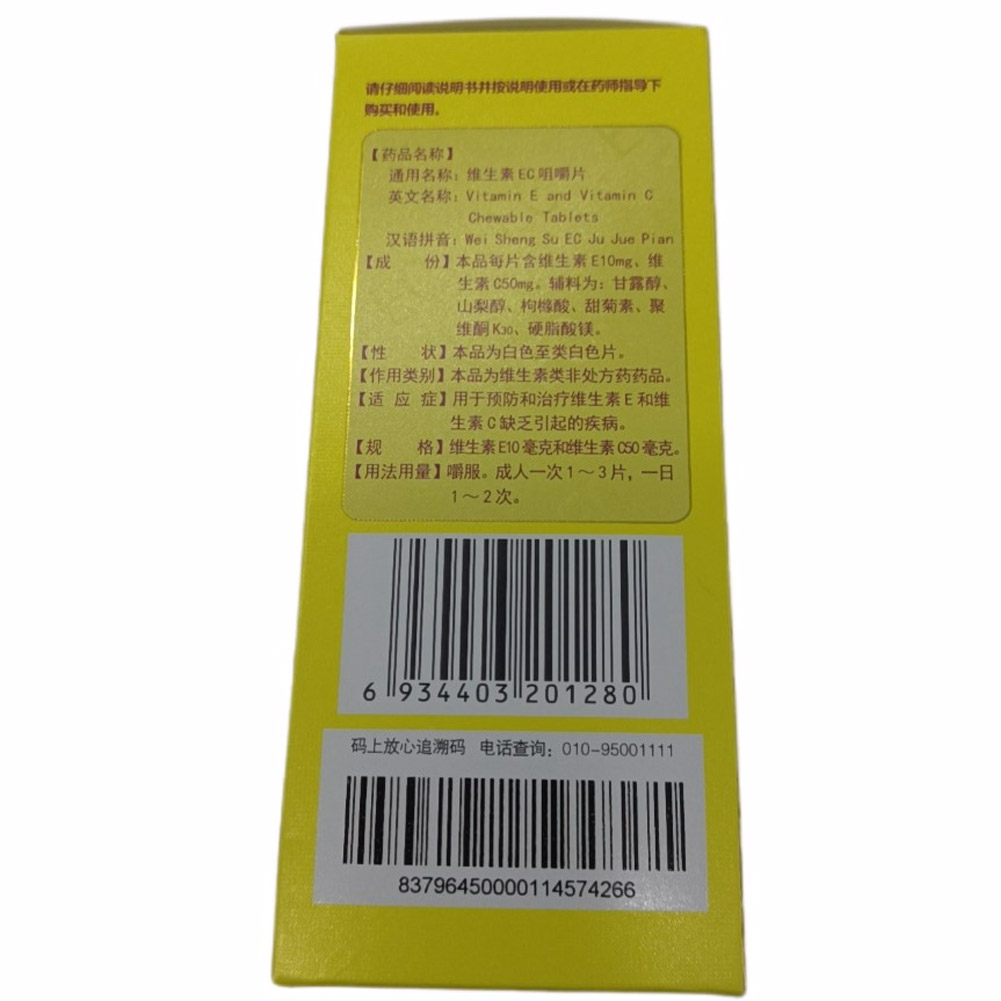 请仔细阅读说明书并按说明使用或在药师指导下
购买和使用。
【药品名称】
通用名称：维生素EC咀嚼片
英文名称：Vitamin E and Vitamin C
Chewable Tablets
汉语拼音：Wei Sheng Su EC Ju Jue Pian
【成　　份】本品每片含维生素E10mg、维
生素C50mg。辅料为：甘露醇、
山梨醇、枸橼酸、甜菊素、聚
维酮K30、硬脂酸镁。
【性　　状】本品为白色至类白色片。
【作用类别】本品为维生素类非处方药药品。
【适 应 症】用于预防和治疗维生素E和维
生素C缺乏引起的疾病。
【规　　格】维生素E10毫克和维生素C50毫克。
【用法用量】嚼服。成人一次1～3片，一日
1～2次。
6 934403 201280
码上放心追溯码 电话查询：010-95001111
83796450000114574266